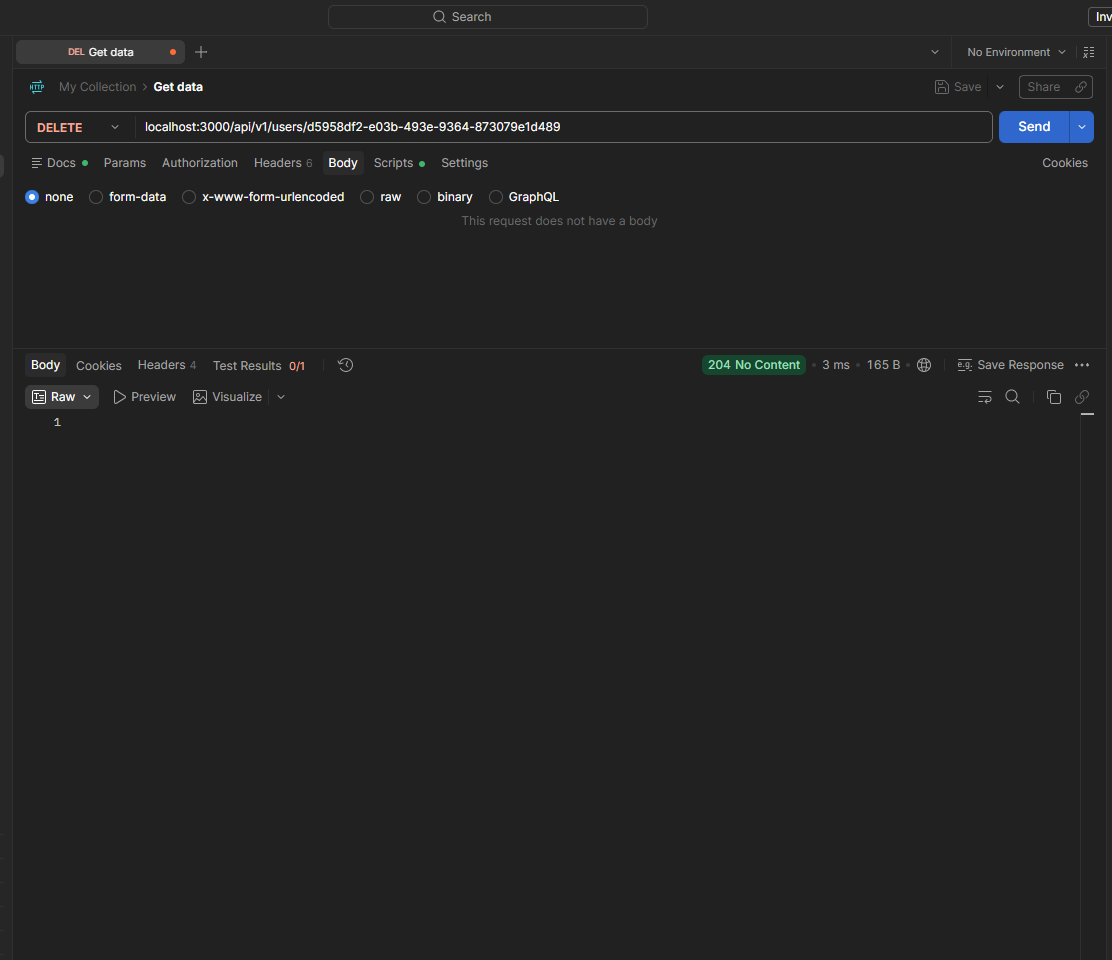 Search
Inv
DEL Get data
No Environment
HTTP My Collection > Get data
Save
Share
DELETE
localhost:3000/api/v1/users/d5958df2-e03b-493e-9364-873079e1d489
Send
Docs Params Authorization Headers 6 Body Scripts Settings
Cookies
none form-data x-www-form-urlencoded raw binary GraphQL
This request does not have a body
Body Cookies Headers 4 Test Results 0/1
204 No Content • 3 ms • 165 B •
e.g. Save Response
Raw Preview Visualize
1